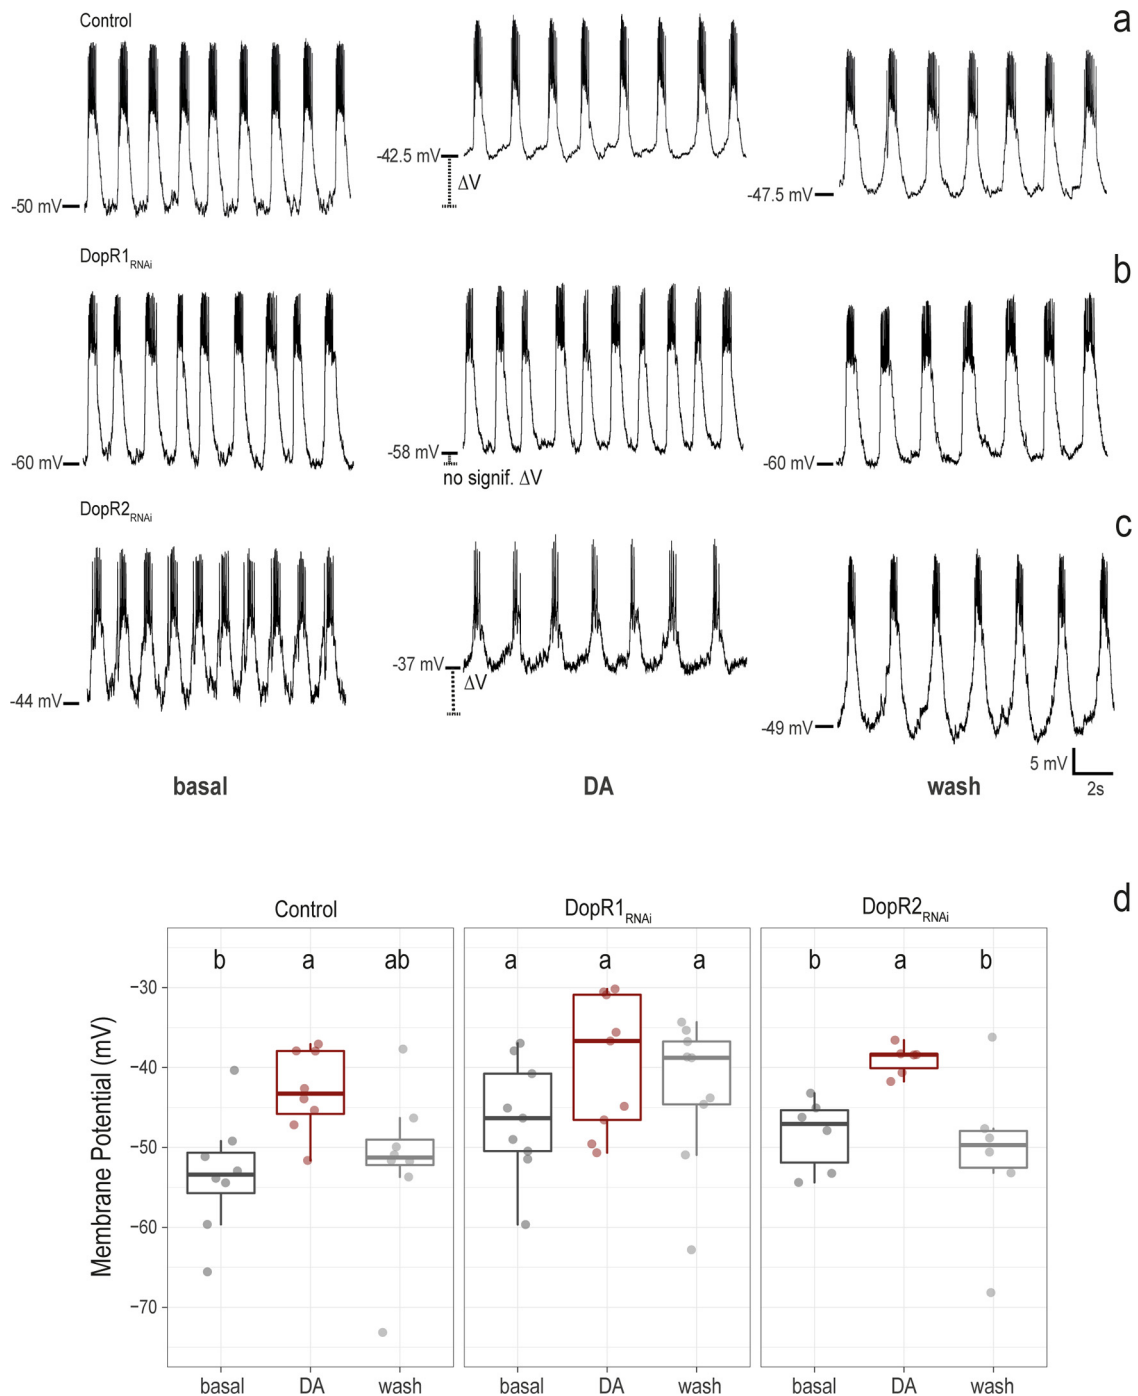 Control
a
-50 mV
-42.5 mV
ΔV
-47.5 mV
DopR1RNAi
b
-60 mV
-58 mV
no signif. ΔV
-60 mV
DopR2RNAi
c
-44 mV
-37 mV
ΔV
-49 mV
5 mV
2s
basal DA wash
d
Control DopR1RNAi DopR2RNAi
b a ab a a a b a b
Membrane Potential (mV)
−30
−40
−50
−60
−70
basal DA wash basal DA wash basal DA wash